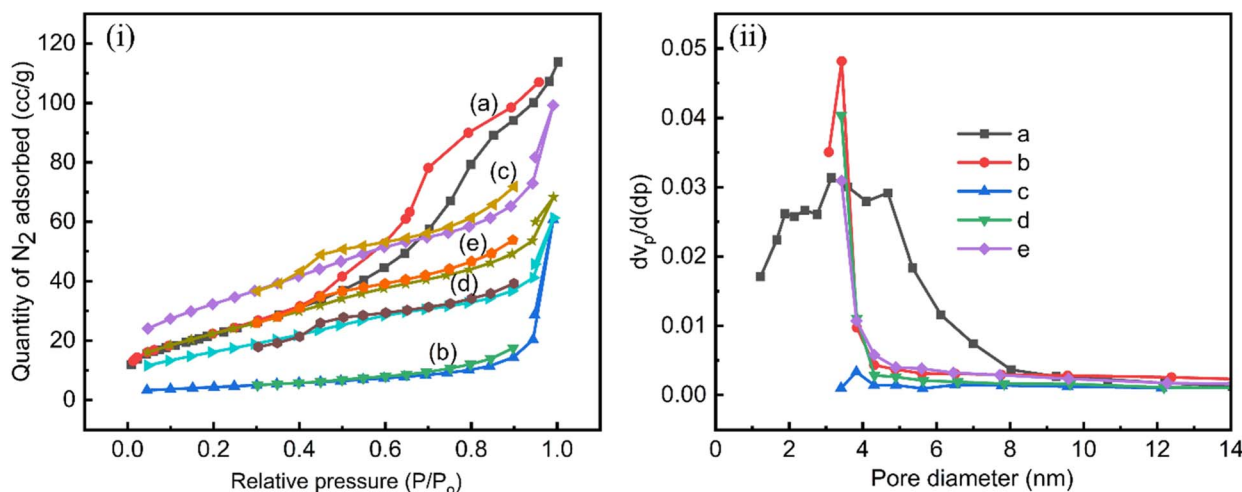 (i)
Quantity of N2 adsorbed (cc/g)
120
100
80
60
40
20
0
(a)
(c)
(e)
(d)
(b)
0.0 0.2 0.4 0.6 0.8 1.0
Relative pressure (P/Po)
(ii)
dvp/d(dp)
0.05
0.04
0.03
0.02
0.01
0.00
a
b
c
d
e
0 2 4 6 8 10 12 14
Pore diameter (nm)